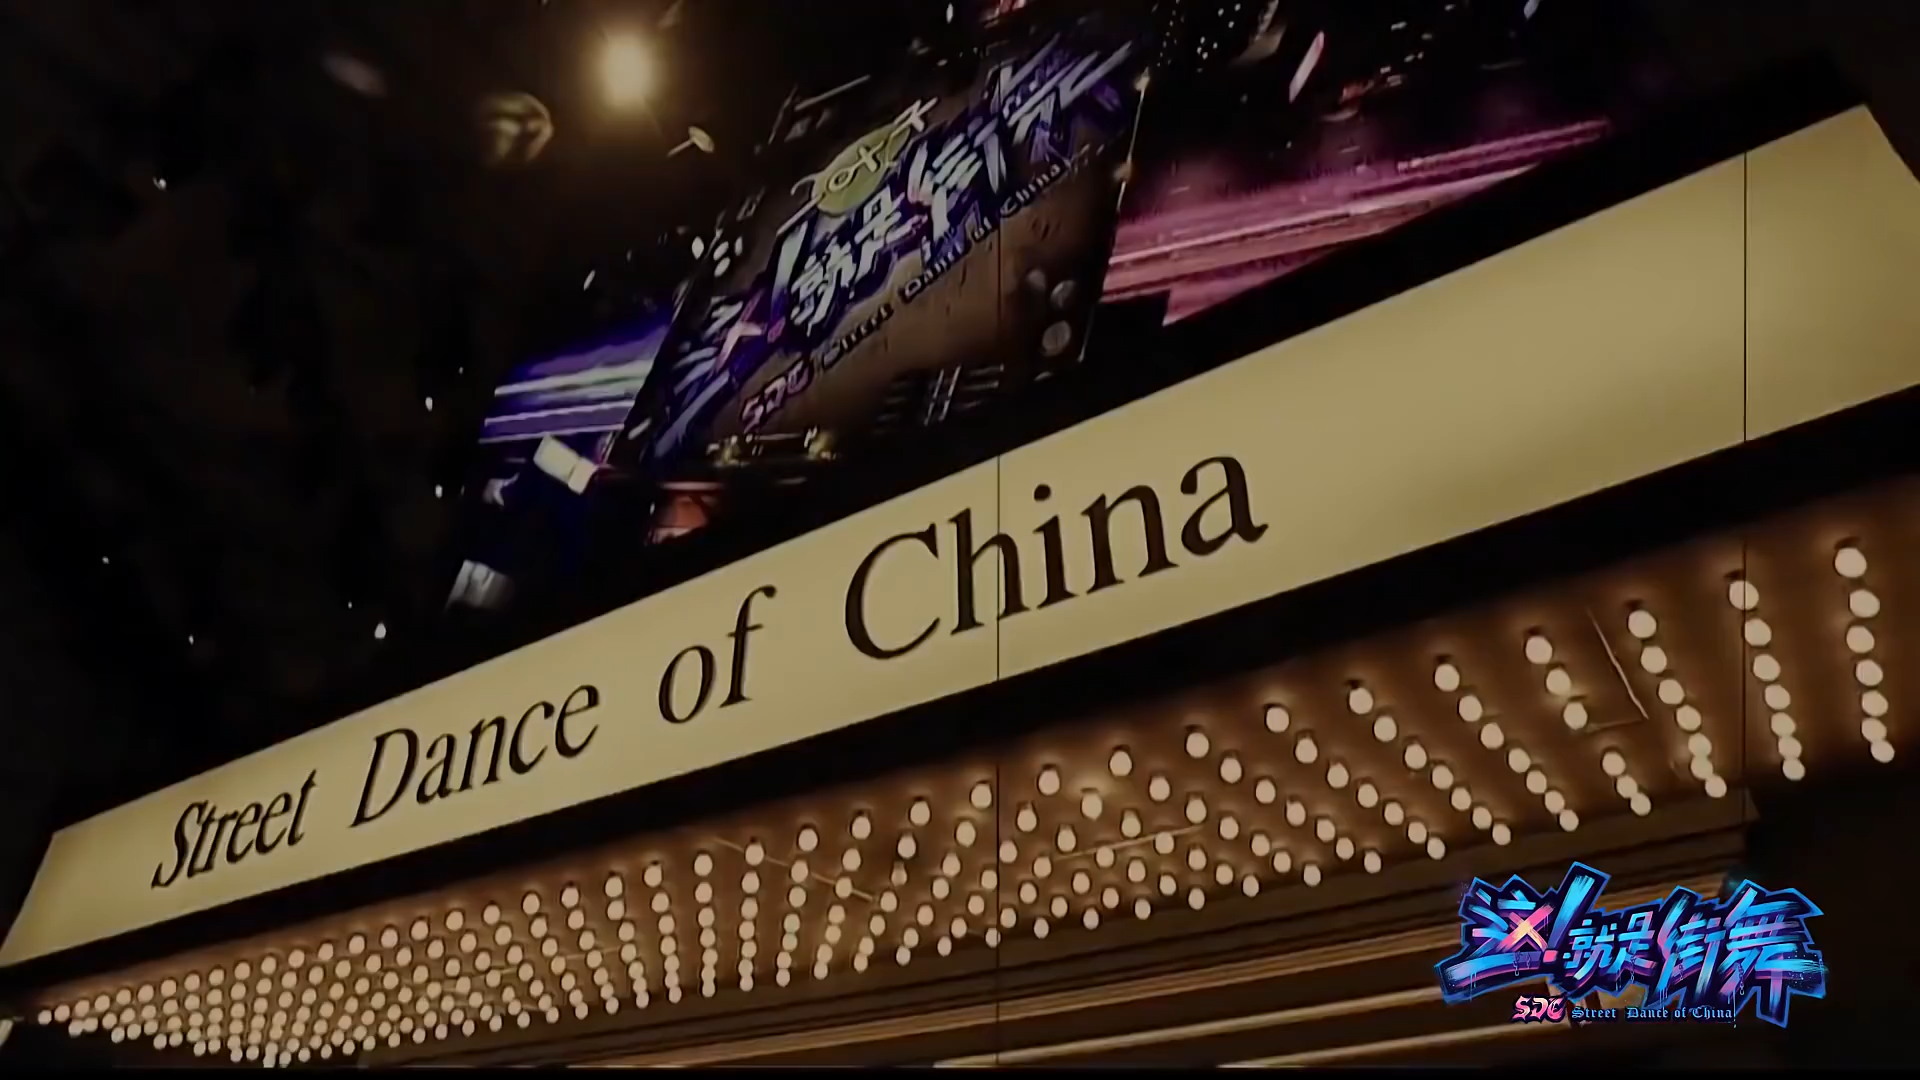 这!就是街舞
SDC Street Dance of China
Street Dance of China
这!就是街舞
SDC Street Dance of China